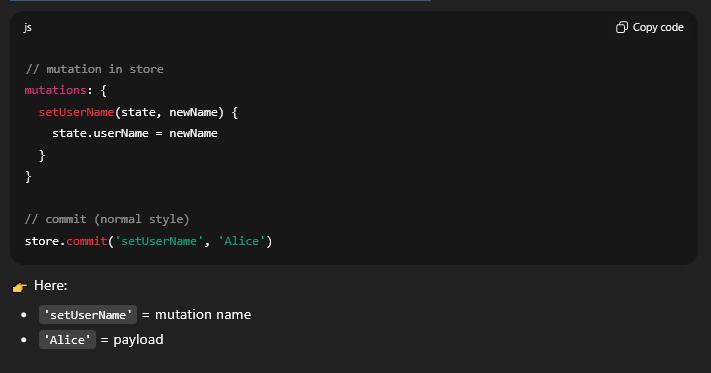 js
Copy code
// mutation in store
mutations: {
  setUserName(state, newName) {
    state.userName = newName
  }
}
// commit (normal style)
store.commit('setUserName', 'Alice')
👉 Here:
• 'setUserName' = mutation name
• 'Alice' = payload